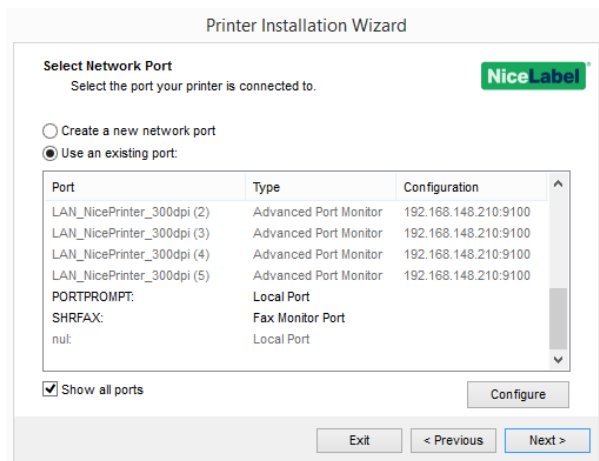 Printer Installation Wizard
Select Network Port
Select the port your printer is connected to.
NiceLabel
Create a new network port
Use an existing port:
Port Type Configuration
LAN_NicePrinter_300dpi (2) Advanced Port Monitor 192.168.148.210:9100
LAN_NicePrinter_300dpi (3) Advanced Port Monitor 192.168.148.210:9100
LAN_NicePrinter_300dpi (4) Advanced Port Monitor 192.168.148.210:9100
LAN_NicePrinter_300dpi (5) Advanced Port Monitor 192.168.148.210:9100
PORTPROMPT: Local Port
SHRFAX: Fax Monitor Port
nul: Local Port
Show all ports
Configure
Exit < Previous Next >